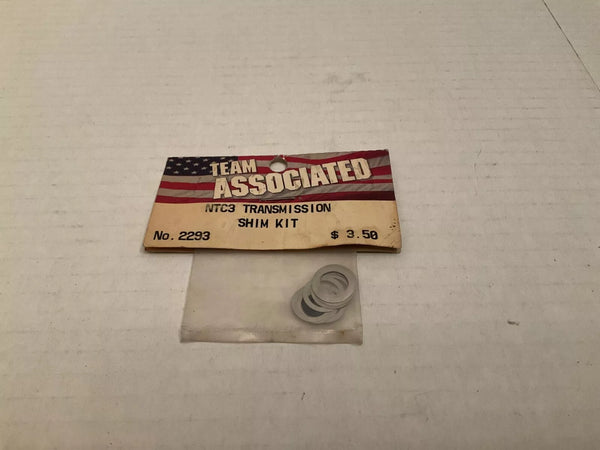 TEAM
ASSOCIATED
NTC3 TRANSMISSION
SHIM KIT
No. 2293 $ 3.50